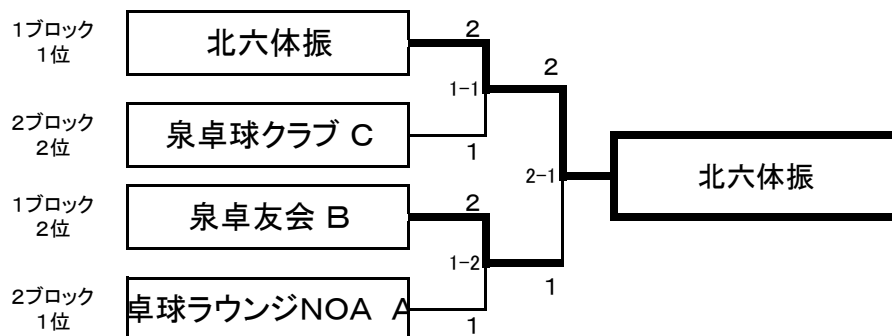 1ブロック
1位
北六体振
2
1-1
2
2ブロック
2位
泉卓球クラブ C
1
2-1
北六体振
1ブロック
2位
泉卓友会 B
2
1-2
1
2ブロック
1位
卓球ラウンジNOA A
1